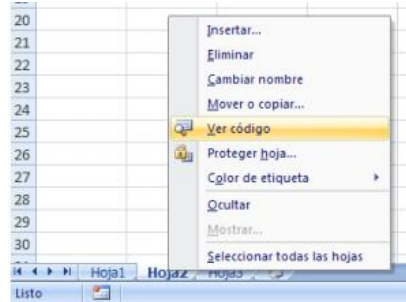 20
21
22
23
24
25
26
27
28
29
30
Insertar...
Eliminar
Cambiar nombre
Mover o copiar...
Ver código
Proteger hoja...
Color de etiqueta
Ocultar
Mostrar...
Seleccionar todas las hojas
Hoja1 Hoja2 Hoja3
Listo